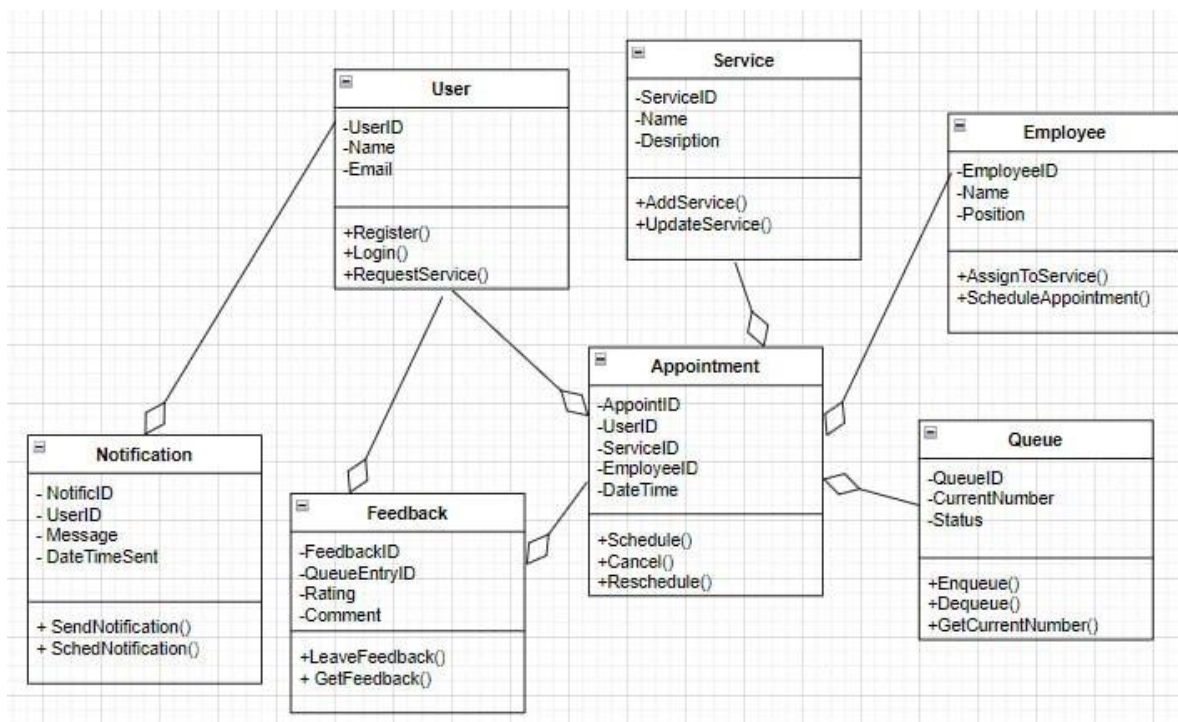 User
-UserID
-Name
-Email
+Register()
+Login()
+RequestService()
Service
-ServiceID
-Name
-Desription
+AddService()
+UpdateService()
Employee
-EmployeeID
-Name
-Position
+AssignToService()
+ScheduleAppointment()
Notification
- NotificID
- UserID
- Message
- DateTimeSent
+ SendNotification()
+ SchedNotification()
Feedback
-FeedbackID
-QueueEntryID
-Rating
-Comment
+LeaveFeedback()
+ GetFeedback()
Appointment
-AppointID
-UserID
-ServiceID
-EmployeeID
-DateTime
+Schedule()
+Cancel()
+Reschedule()
Queue
-QueueID
-CurrentNumber
-Status
+Enqueue()
+Dequeue()
+GetCurrentNumber()